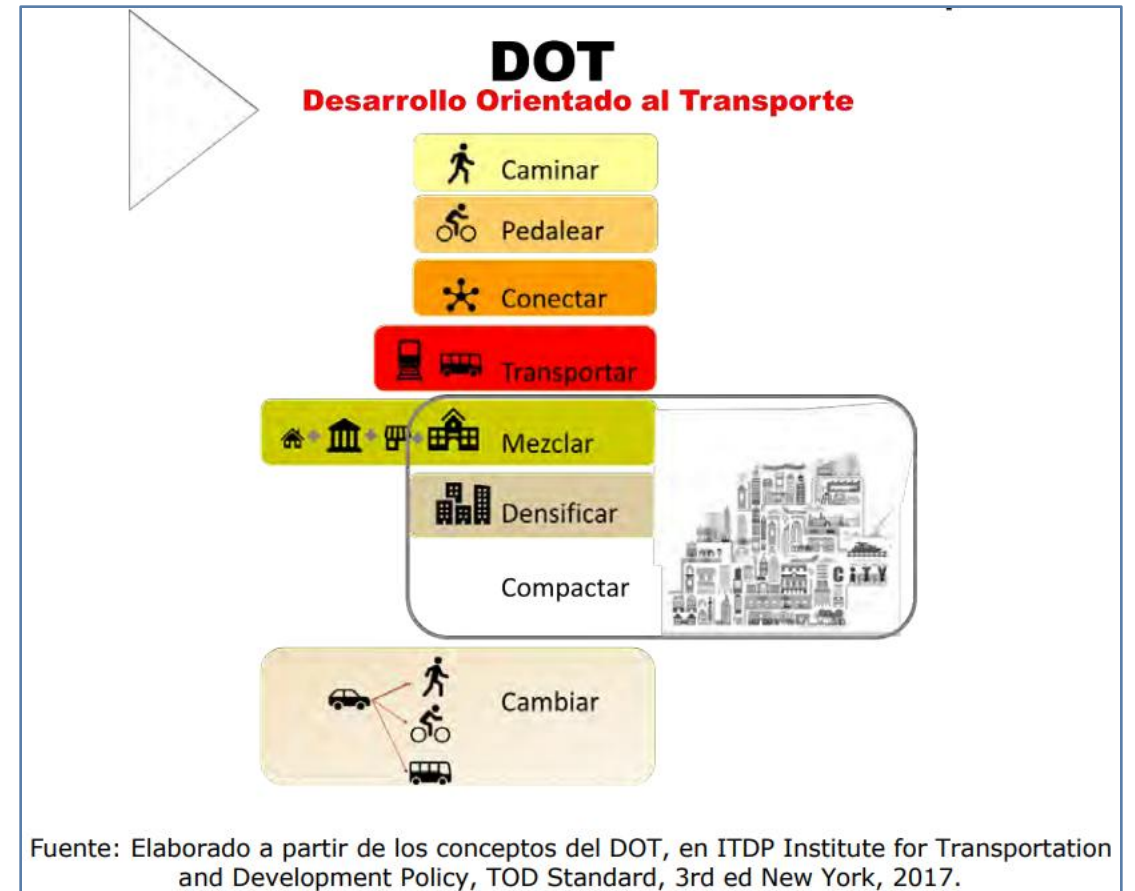 DOT
Desarrollo Orientado al Transporte
Caminar
Pedalear
Conectar
Transportar
Mezclar
Densificar
Compactar
CITY
Cambiar
Fuente: Elaborado a partir de los conceptos del DOT, en ITDP Institute for Transportation
and Development Policy, TOD Standard, 3rd ed New York, 2017.